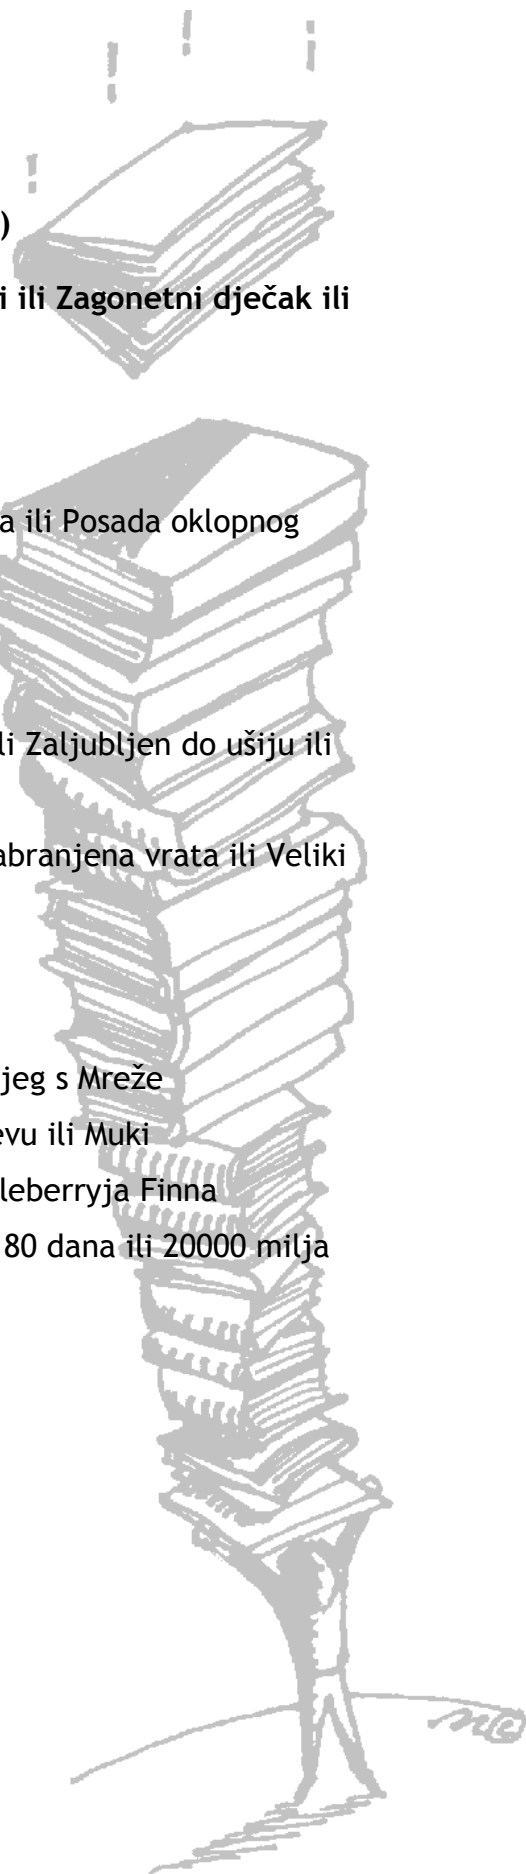 )
i ili Zagonetni dječak ili
a ili Posada oklopnog
li Zaljubljen do ušiju ili
abranjena vrata ili Veliki
jeg s Mreže
evu ili Muki
leberryja Finna
80 dana ili 20000 milja